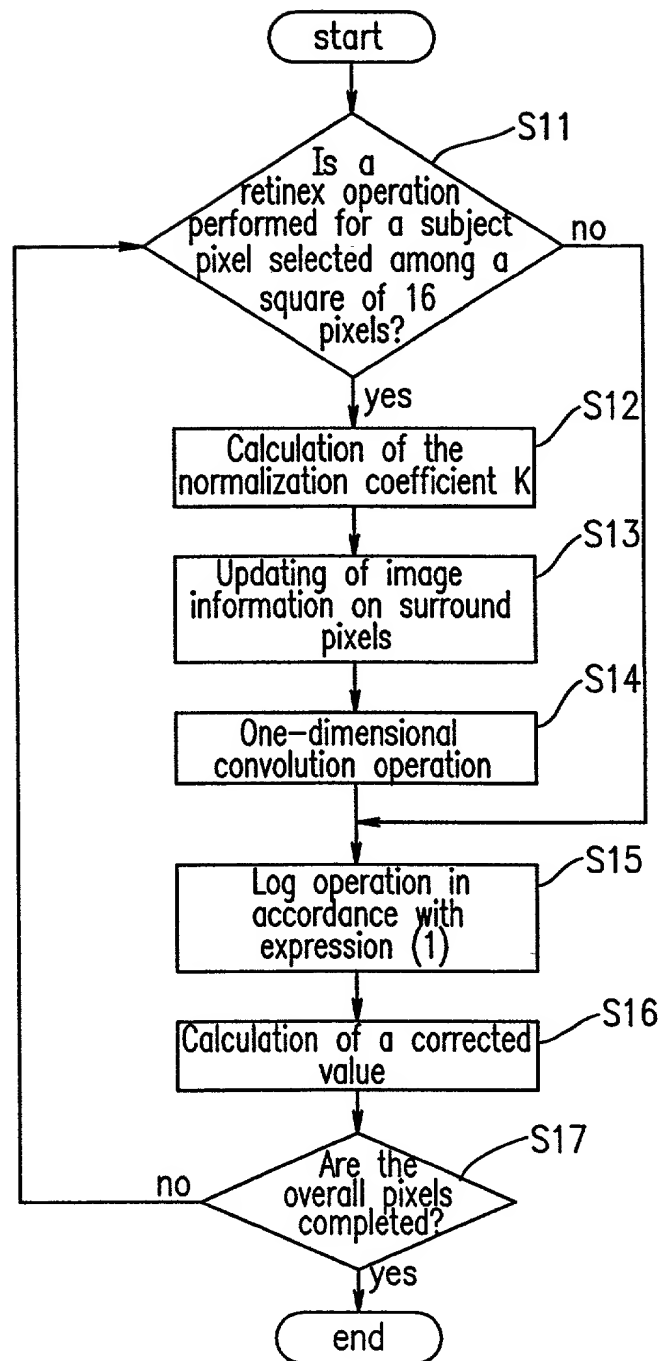 start
S11
Is a
retinex operation
performed for a subject
pixel selected among a
square of 16
pixels?
no
yes
S12
Calculation of the
normalization coefficient K
S13
Updating of image
information on surround
pixels
S14
One-dimensional
convolution operation
S15
Log operation in
accordance with
expression (1)
S16
Calculation of a corrected
value
S17
Are the
overall pixels
completed?
no
yes
end